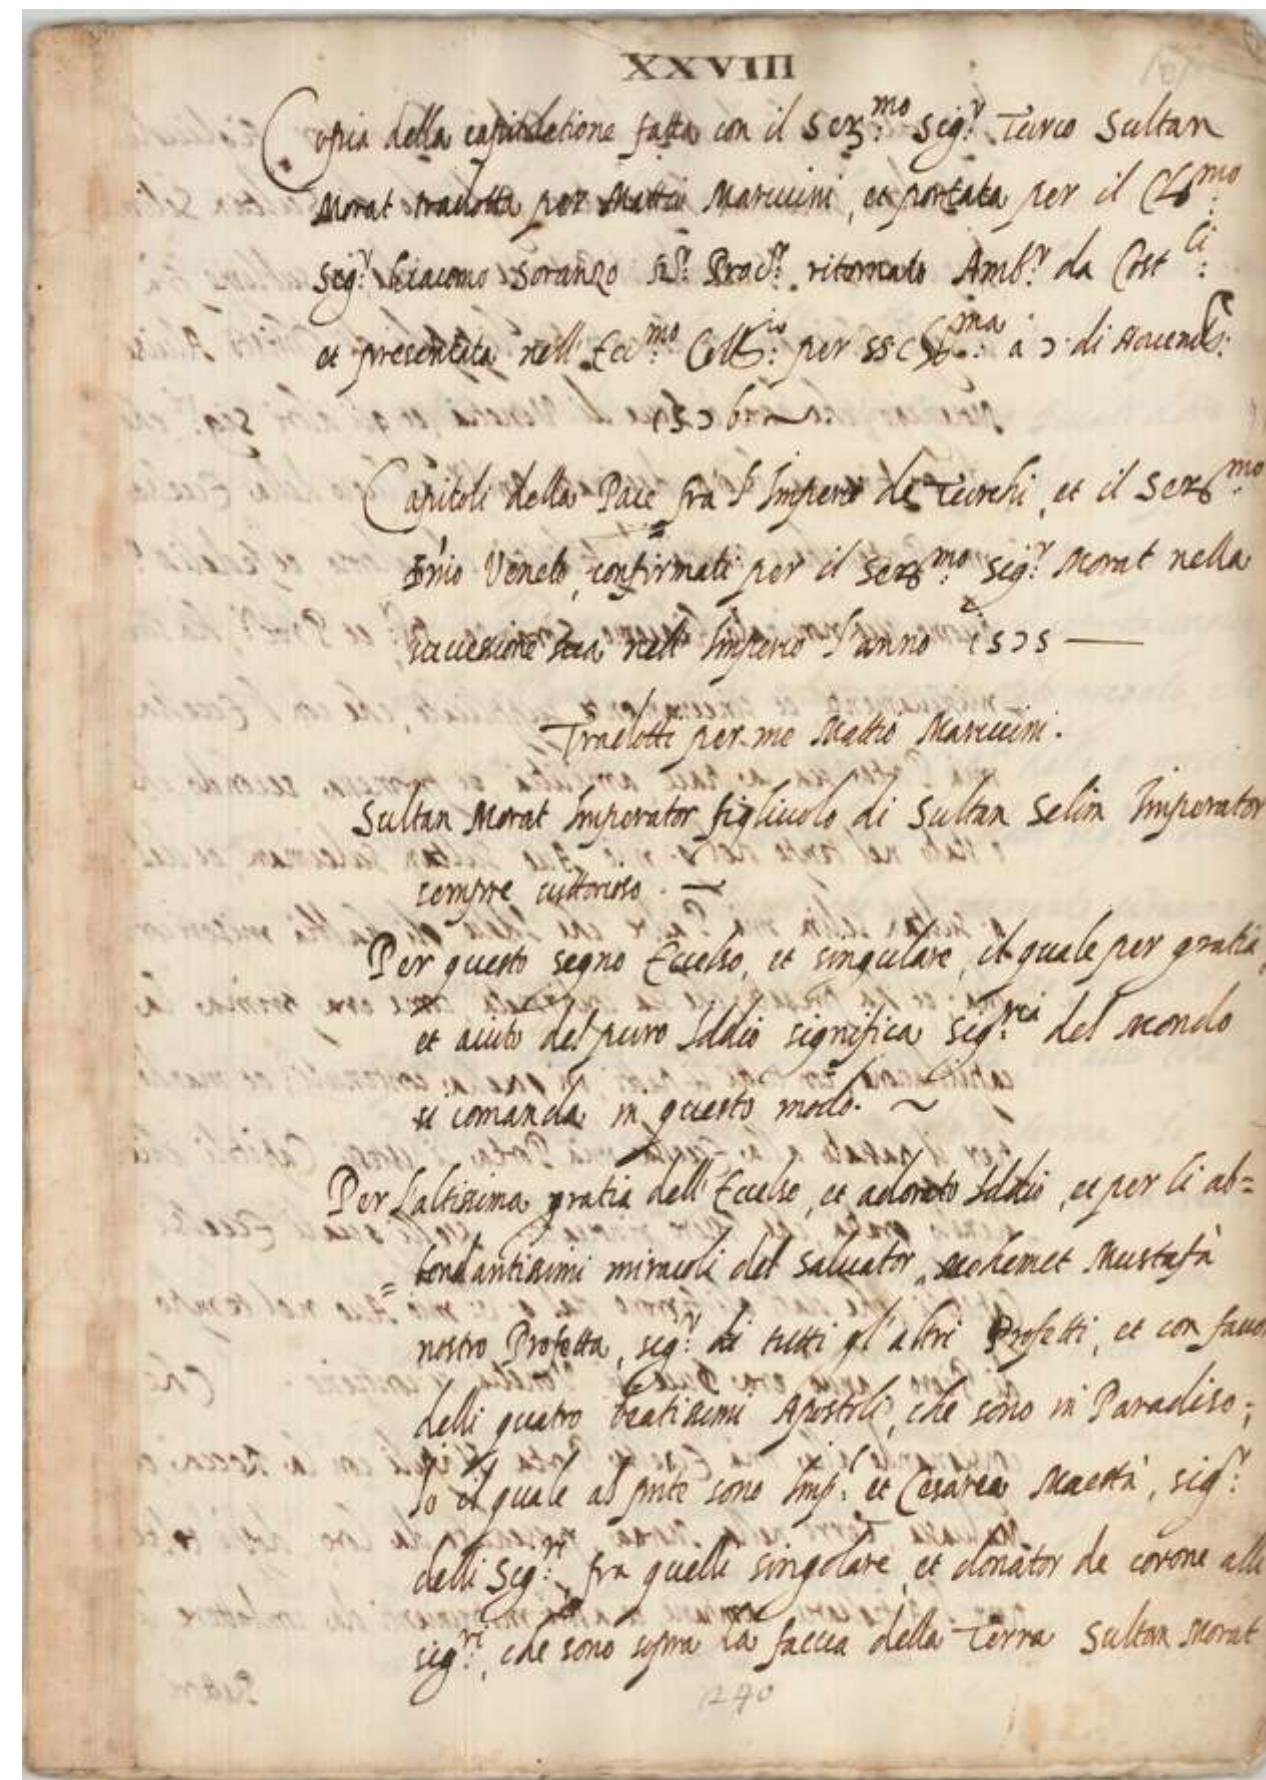 XXVIII
Copia della capitulatione fatta con il Ser.mo Sig.r Turco Sultan
Morat tradotta per Mattio Maruccini, et portata per il Cl.mo
Sig.r Giacomo Soranzo Proc.r ritornato Amb.r da Cost.li
et presentata nell' Ecc.mo Coll.io per SS Cl.ma a di
1576
Capitoli della Pace fra l' Imperio de Turchi, et il Ser.mo
D'nio Veneto, confirmati per il Ser.mo Sig.r Morat nella
successione sua nell' Imperio l' anno 1575 —
Tradotti per me Mattio Maruccini.
Sultan Morat Imperator figliuolo di Sultan Selin Imperator
sempre vittorioso. ~
Per questo segno Eccelso, et singulare, il quale per gratia,
et aiuto del puro Iddio significa Sig.ria del mondo
si comanda in questo modo. ~
Per l'altissima gratia dell' Eccelso, et adorato Iddio, et per li ab=
=bondantissimi miracoli del Salvator, Mehemet Mustafà
nostro Profetta, sig.r di tutti gl' altri Profetti, et con favor
delli quatro beatissimi Apostoli, che sono in Paradiso;
Io il quale al p'nte sono Imp.r et Cesarea Maestà, sig.r
delli Sig.ri, fra quelli singolare, et donator de corone alli
sig.ri, che sono sopra la faccia della Terra Sultan Morat
240